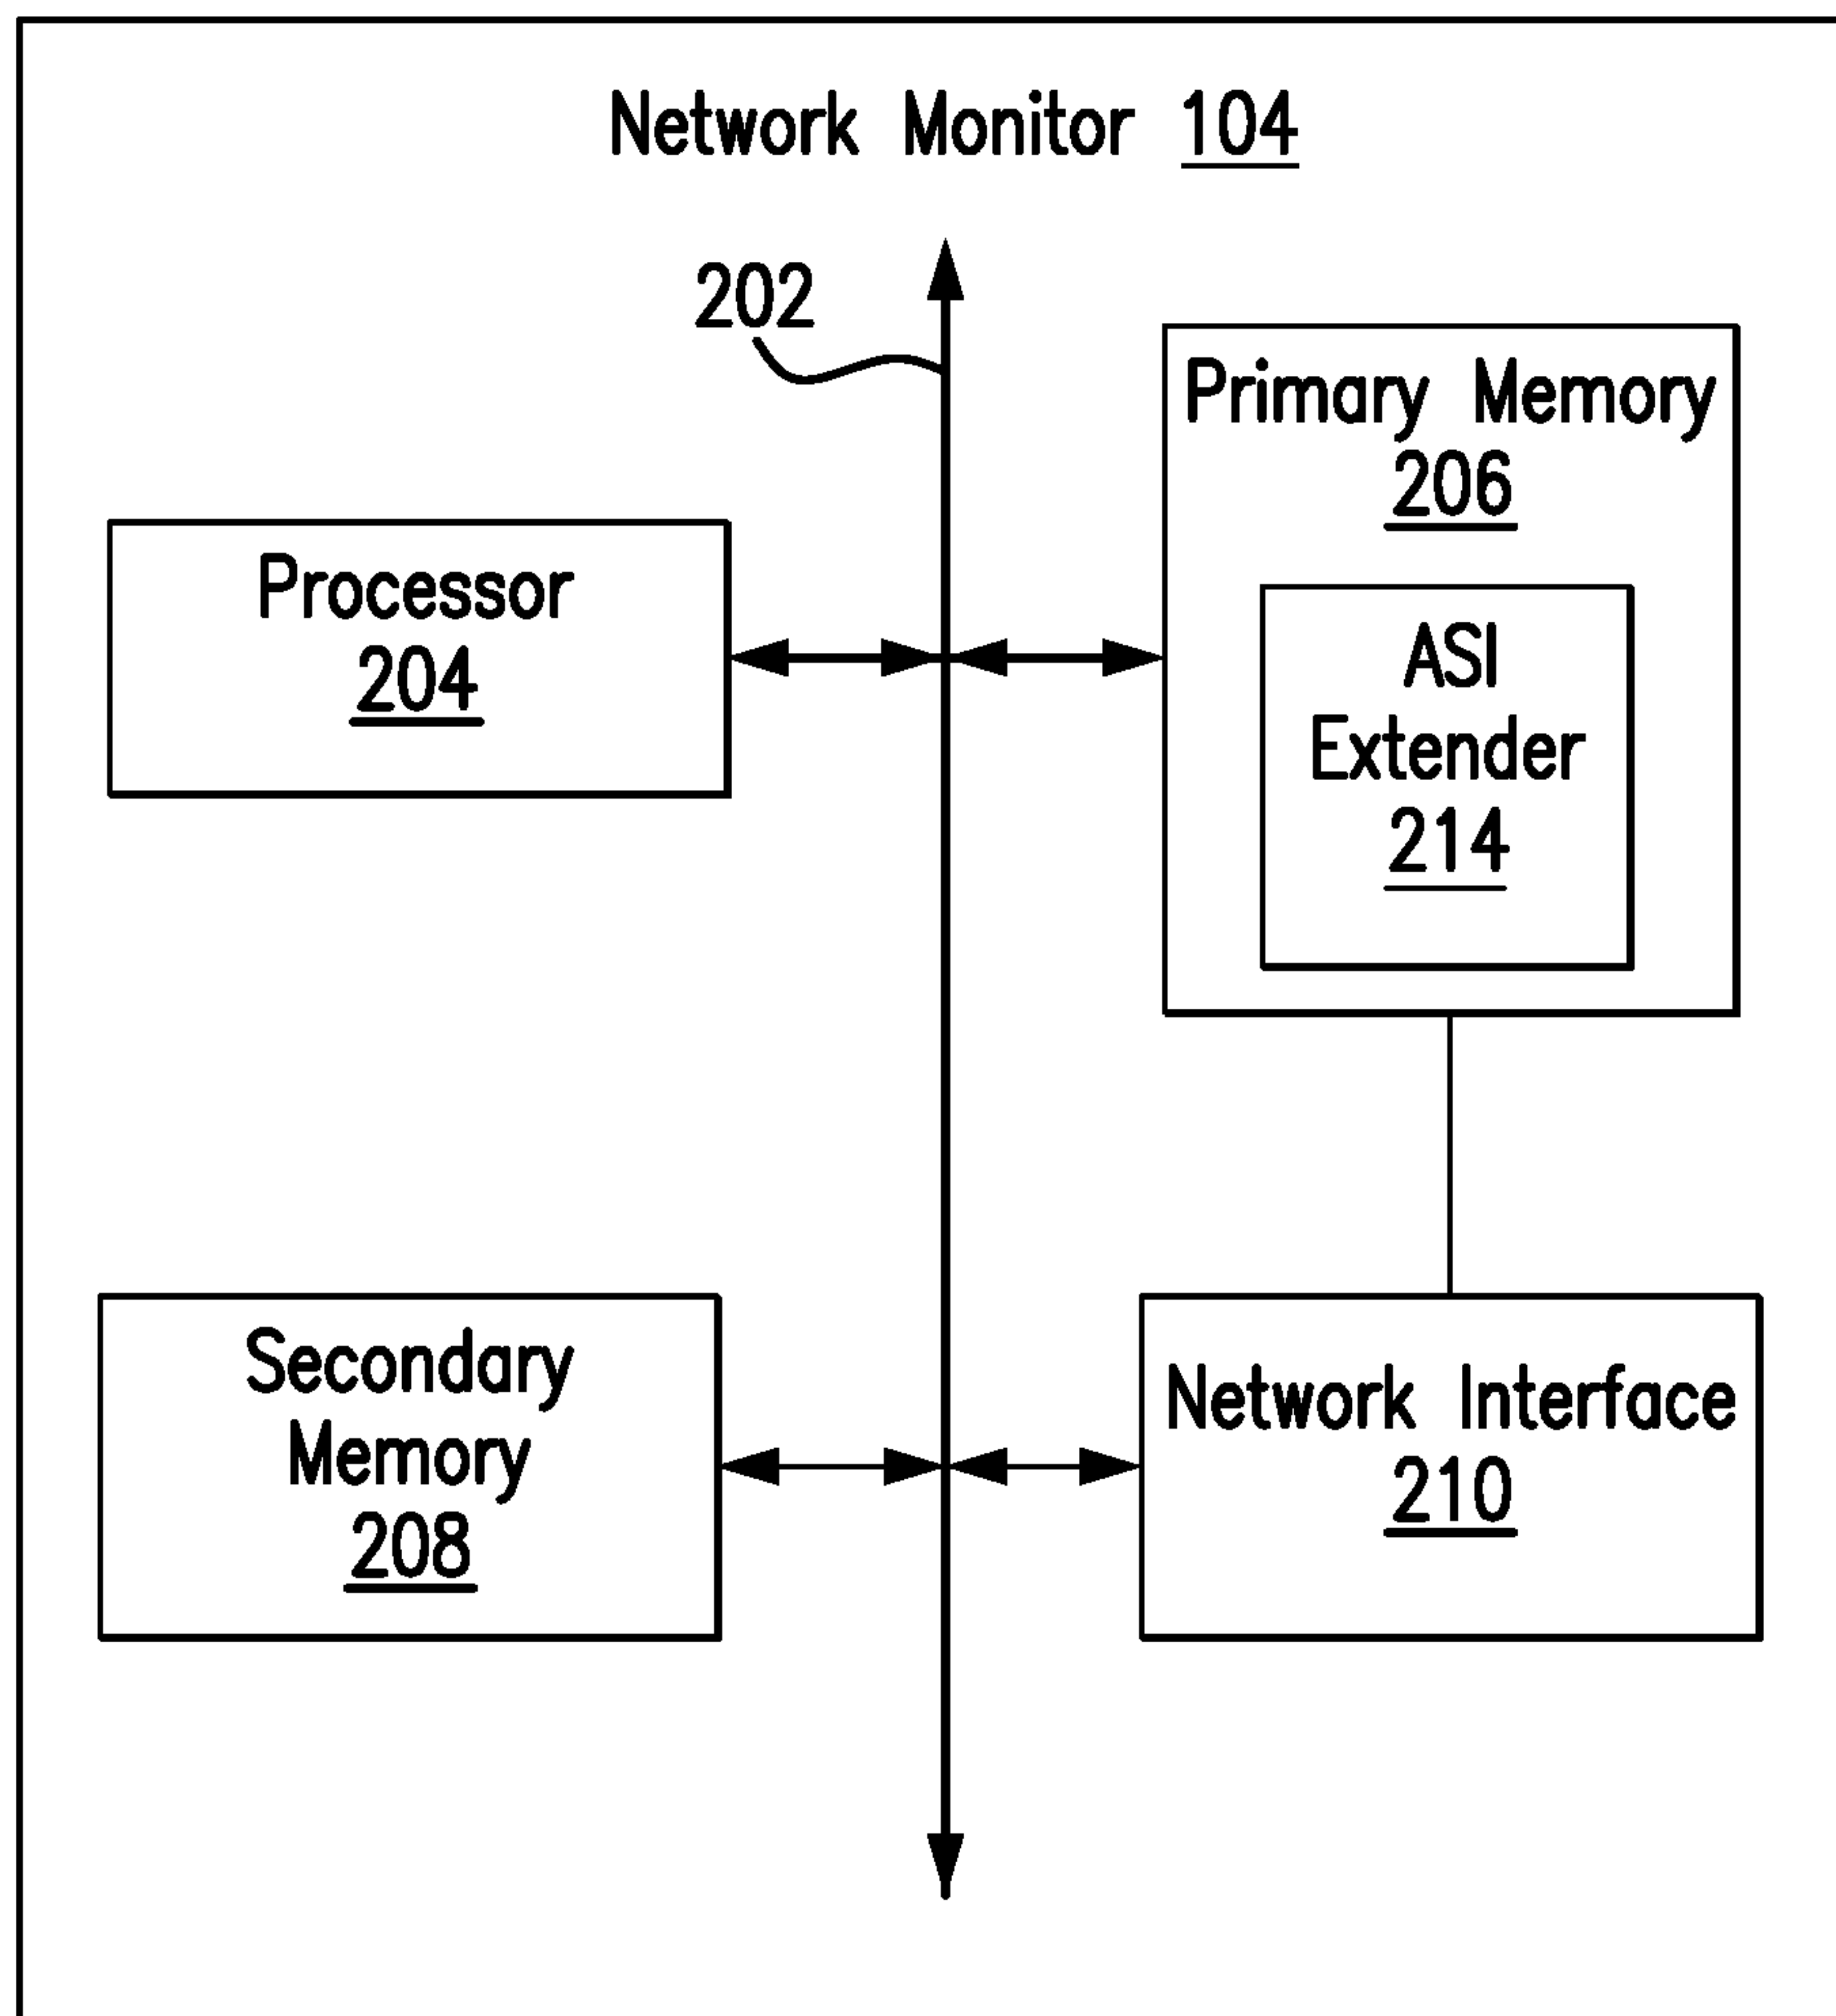 Network Monitor 104
202
Primary Memory
206
Processor
204
ASI
Extender
214
Secondary
Memory
208
Network Interface
210